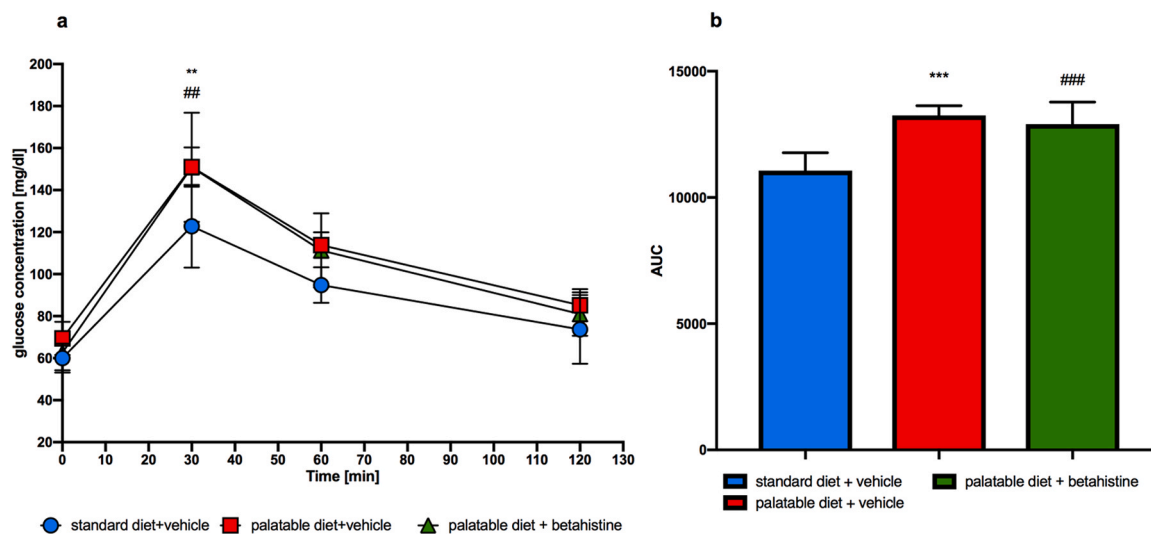 a
glucose concentration [mg/dl]
200
180
160
140
120
100
80
60
40
20
**
##
0 10 20 30 40 50 60 70 80 90 100 110 120 130
Time [min]
standard diet+vehicle palatable diet+vehicle palatable diet + betahistine
b
AUC
15000
10000
5000
0
*** ###
standard diet + vehicle palatable diet + betahistine
palatable diet + vehicle